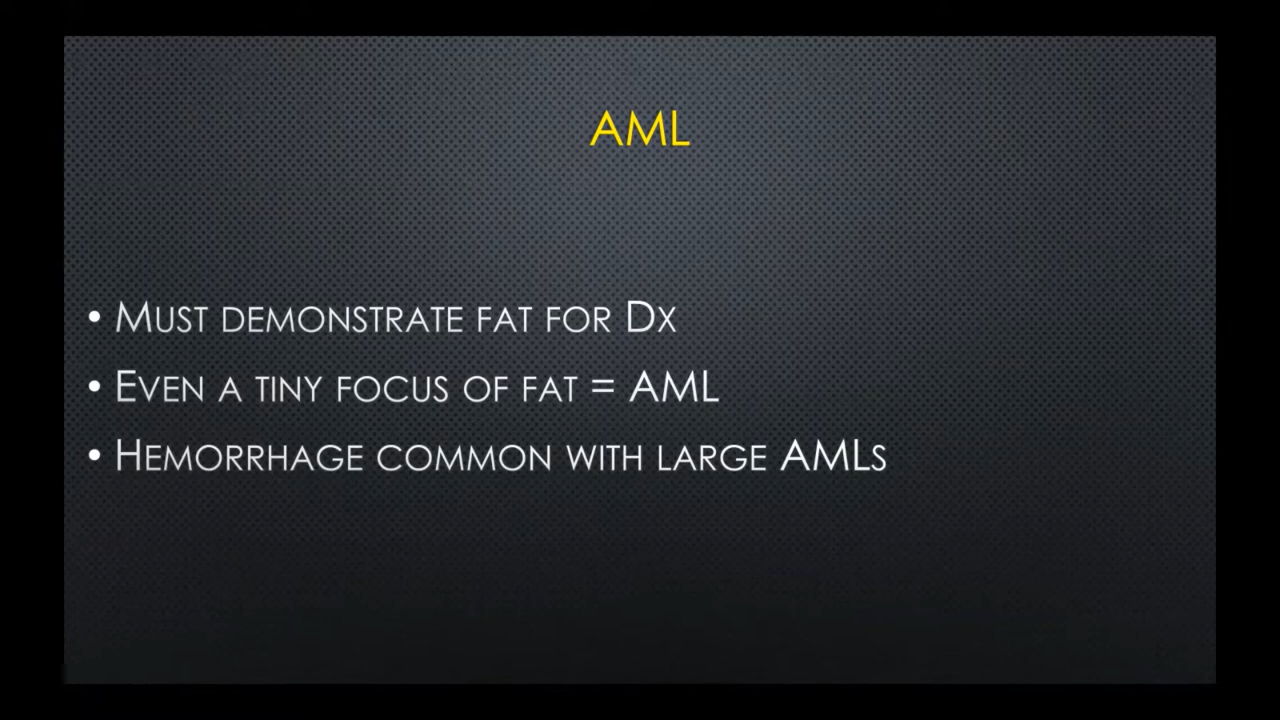 AML
• Must demonstrate fat for Dx
• Even a tiny focus of fat = AML
• Hemorrhage common with large AMLs